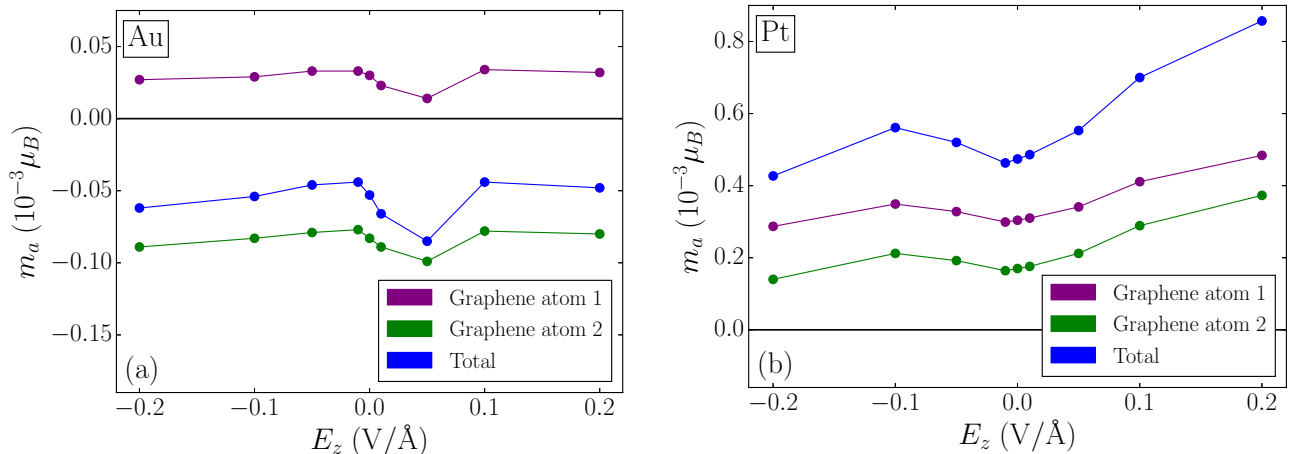 Au
0.05
0.00
−0.05
−0.10
−0.15
m_a (10^{−3} μ_B)
Graphene atom 1
Graphene atom 2
Total
(a)
−0.2 −0.1 0.0 0.1 0.2
E_z (V/Å)
Pt
0.8
0.6
0.4
0.2
0.0
m_a (10^{−3} μ_B)
Graphene atom 1
Graphene atom 2
Total
(b)
−0.2 −0.1 0.0 0.1 0.2
E_z (V/Å)